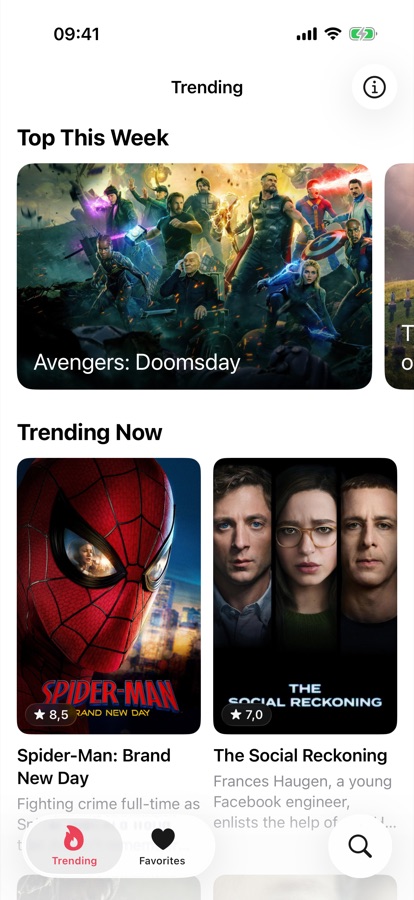 09:41
Trending
Top This Week
Avengers: Doomsday
T
o
Trending Now
SPIDER-MAN
RAND NEW DAY
8,5
THE
SOCIAL RECKONING
7,0
Spider-Man: Brand
New Day
Fighting crime full-time as
The Social Reckoning
Frances Haugen, a young
Facebook engineer,
enlists the help of
Trending
Favorites